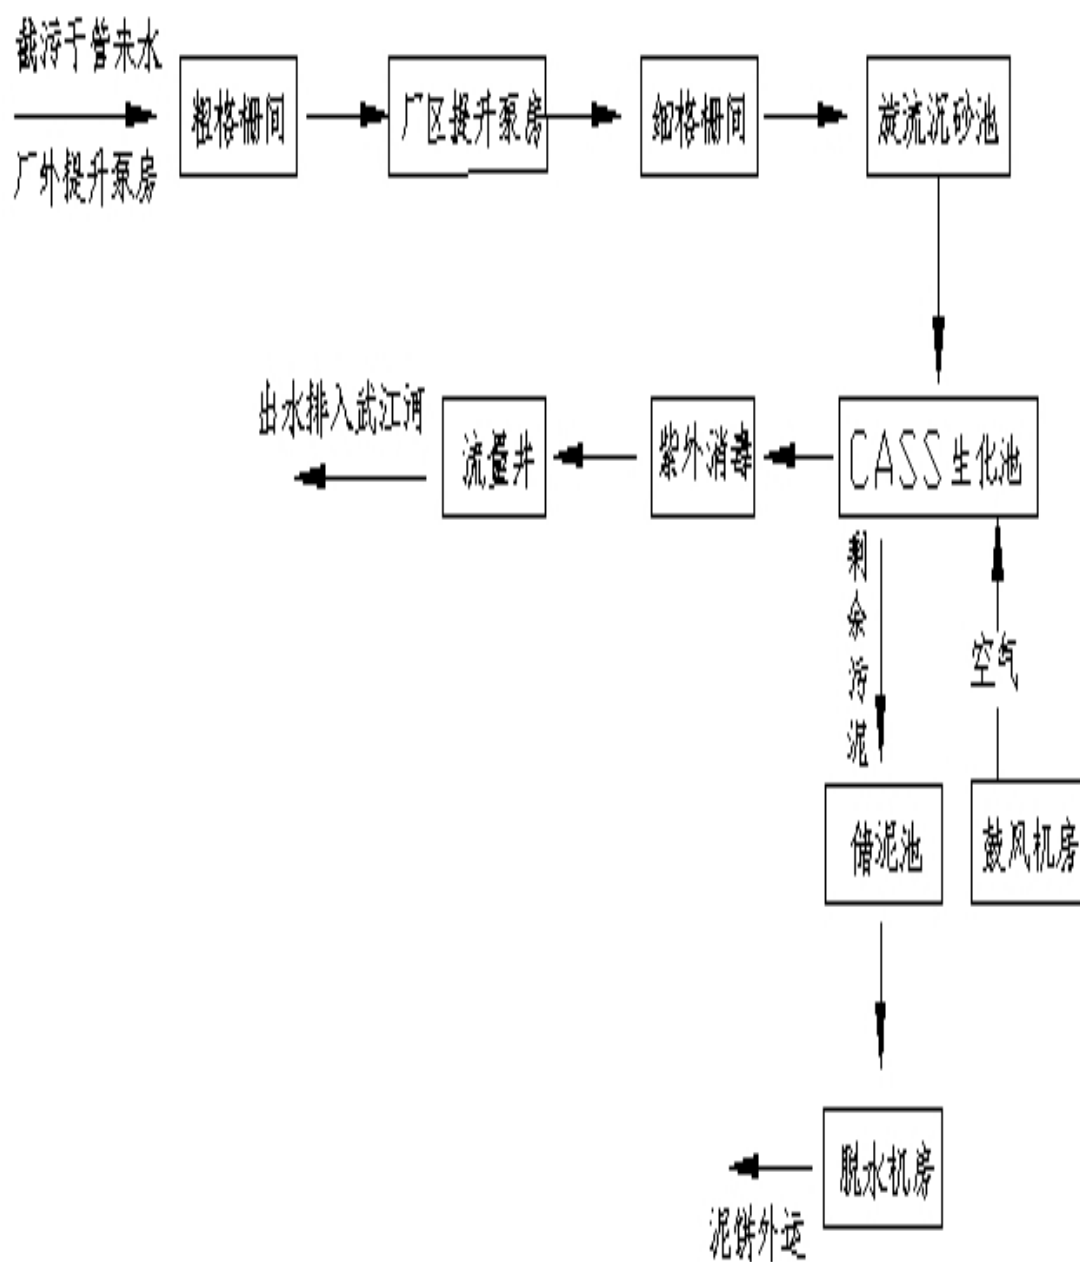 截污干管来水
厂外提升泵房
粗格栅间
厂区提升泵房
细格栅间
旋流沉砂池
出水排入武江河
流量井
紫外消毒
CASS生化池
剩余污泥
空气
储泥池
鼓风机房
脱水机房
泥饼外运